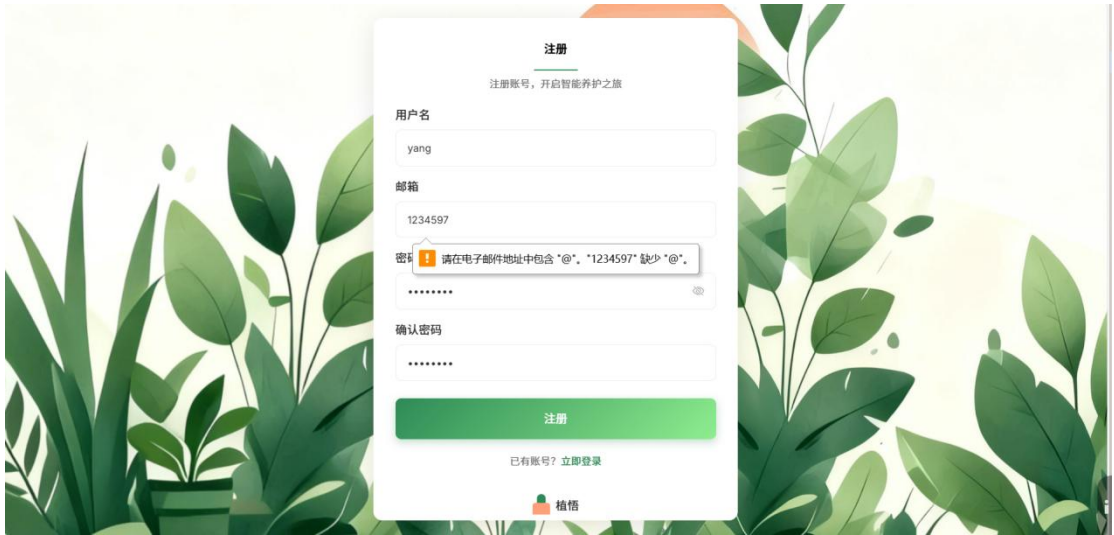 注册
注册账号，开启智能养护之旅
用户名
yang
邮箱
1234597
密
请在电子邮件地址中包含 "@"。"1234597" 缺少 "@"。
••••••••
确认密码
••••••••
注册
已有账号？立即登录
植悟